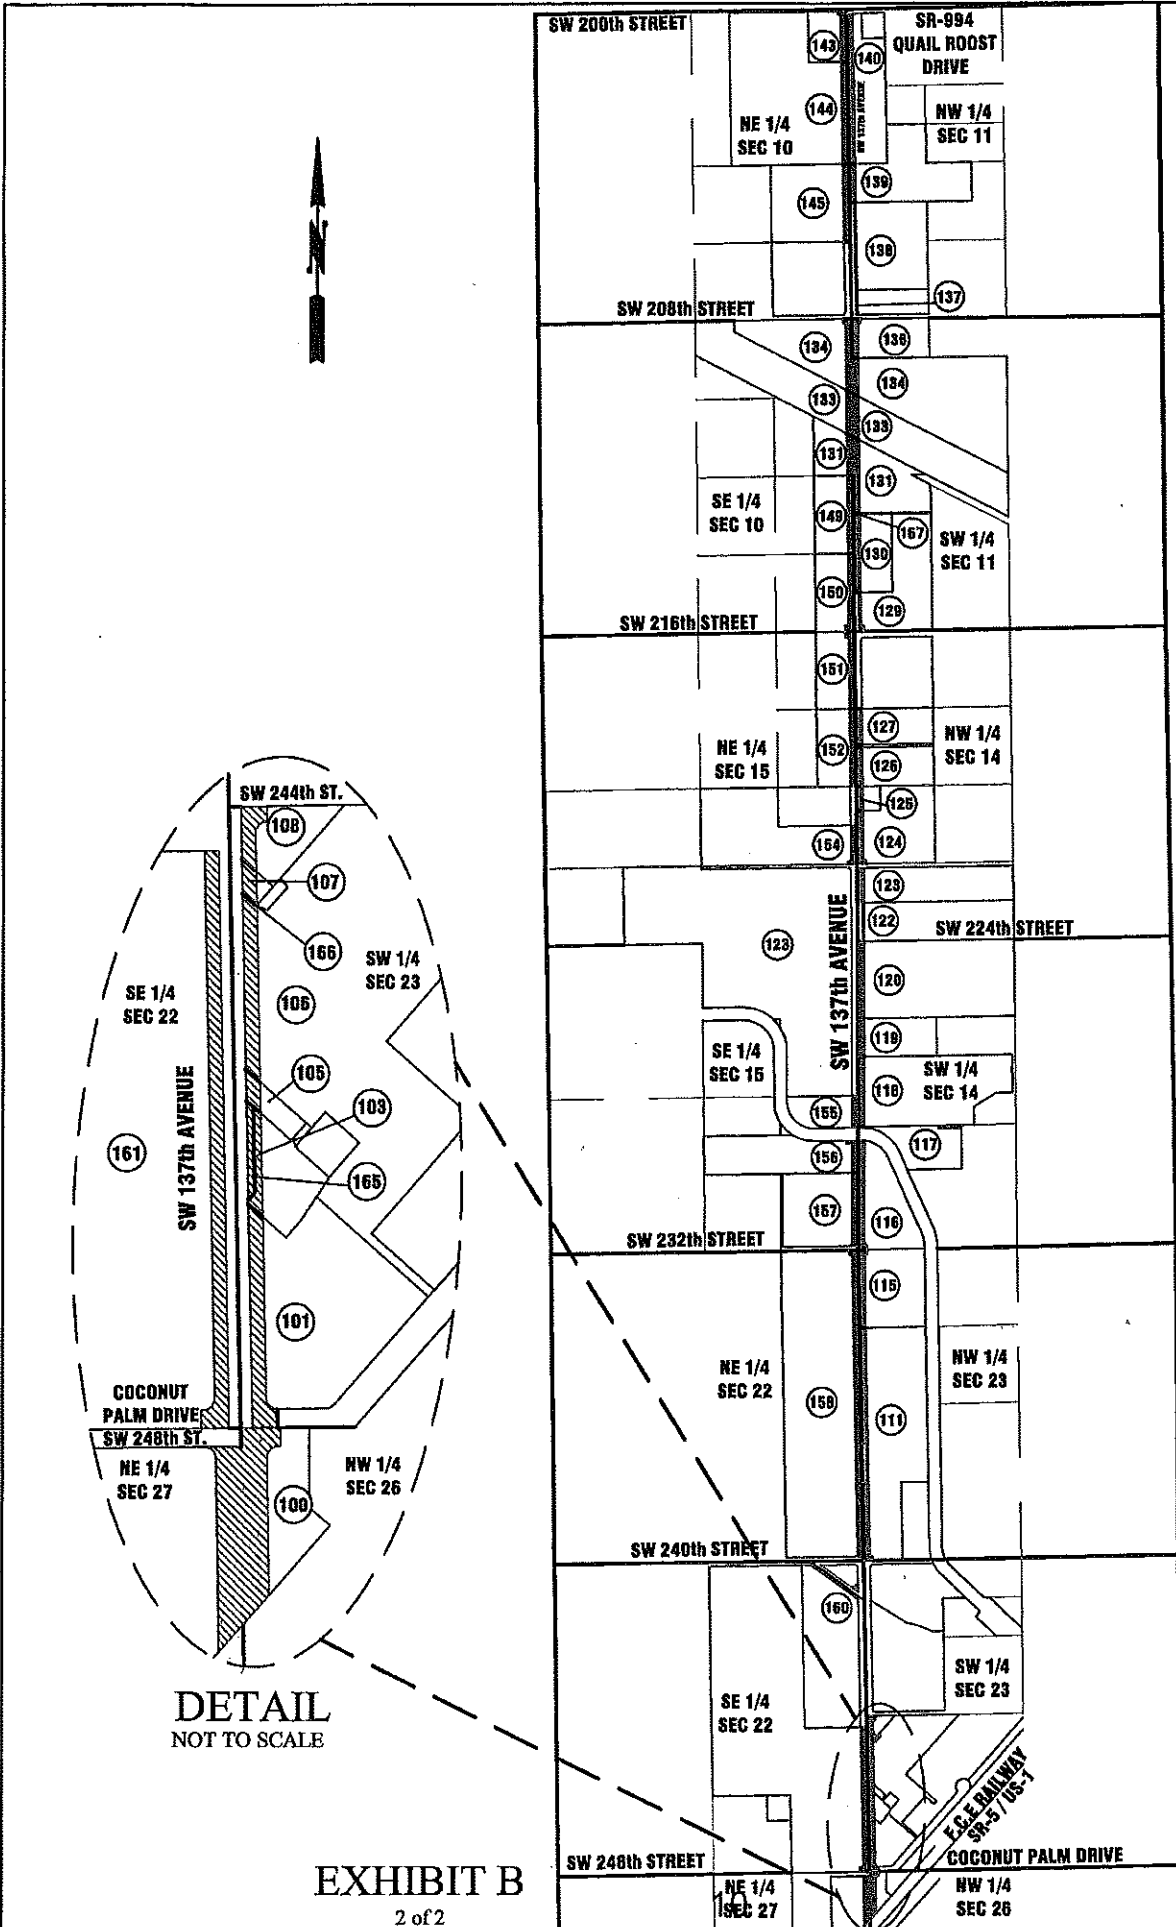 SW 200th STREET
SR-994
QUAIL ROOST
DRIVE
143
140
144
SW 137th AVENUE
NE 1/4
SEC 10
NW 1/4
SEC 11
139
145
138
137
SW 208th STREET
134
136
134
133
133
131
131
SE 1/4
SEC 10
149
167
130
SW 1/4
SEC 11
150
129
SW 216th STREET
151
127
NE 1/4
SEC 15
152
NW 1/4
SEC 14
126
125
154
124
123
122
SW 224th STREET
123
SW 137th AVENUE
120
119
SE 1/4
SEC 15
118
SW 1/4
SEC 14
155
117
156
157
116
SW 232th STREET
115
NE 1/4
SEC 22
NW 1/4
SEC 23
158
111
SW 240th STREET
160
SW 1/4
SEC 23
SE 1/4
SEC 22
F.C.E RAILWAY
SR-5 / US-1
SW 248th STREET
COCONUT PALM DRIVE
NE 1/4
SEC 27
10
NW 1/4
SEC 26
N
SW 244th ST.
108
107
166
SW 1/4
SEC 23
SE 1/4
SEC 22
106
105
103
SW 137th AVENUE
161
165
101
COCONUT
PALM DRIVE
SW 248th ST.
NE 1/4
SEC 27
NW 1/4
SEC 26
100
DETAIL
NOT TO SCALE
EXHIBIT B
2 of 2